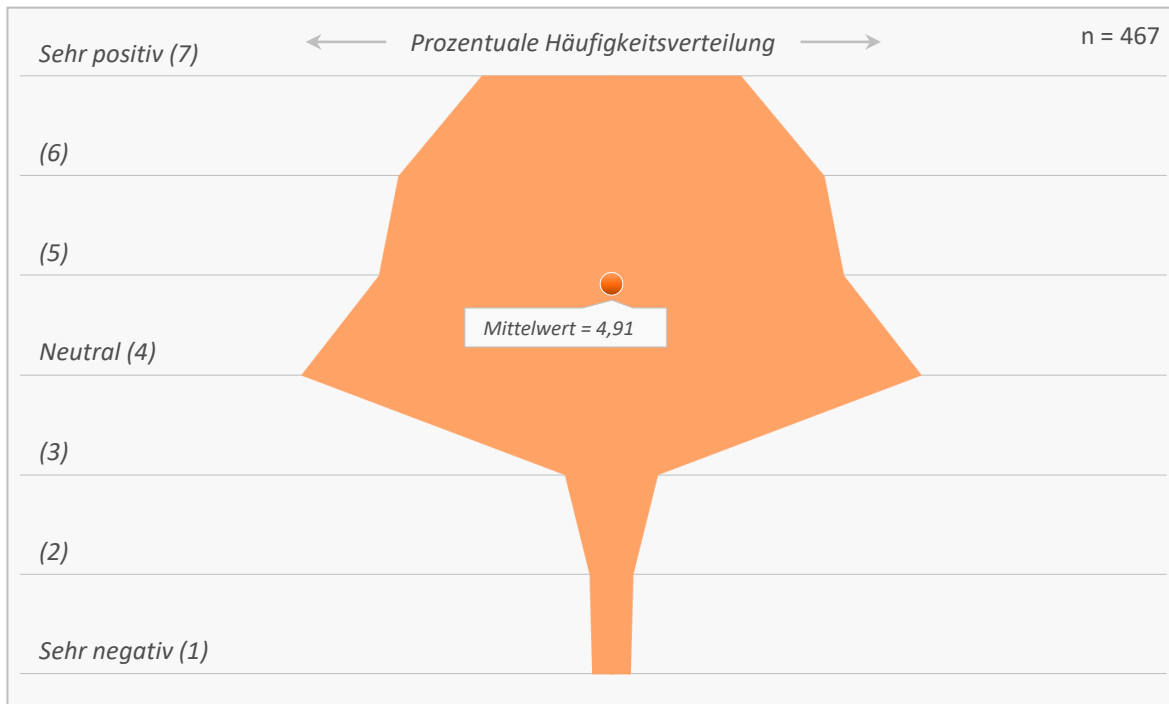 Sehr positiv (7)
Prozentuale Häufigkeitsverteilung
n = 467
(6)
(5)
Mittelwert = 4,91
Neutral (4)
(3)
(2)
Sehr negativ (1)